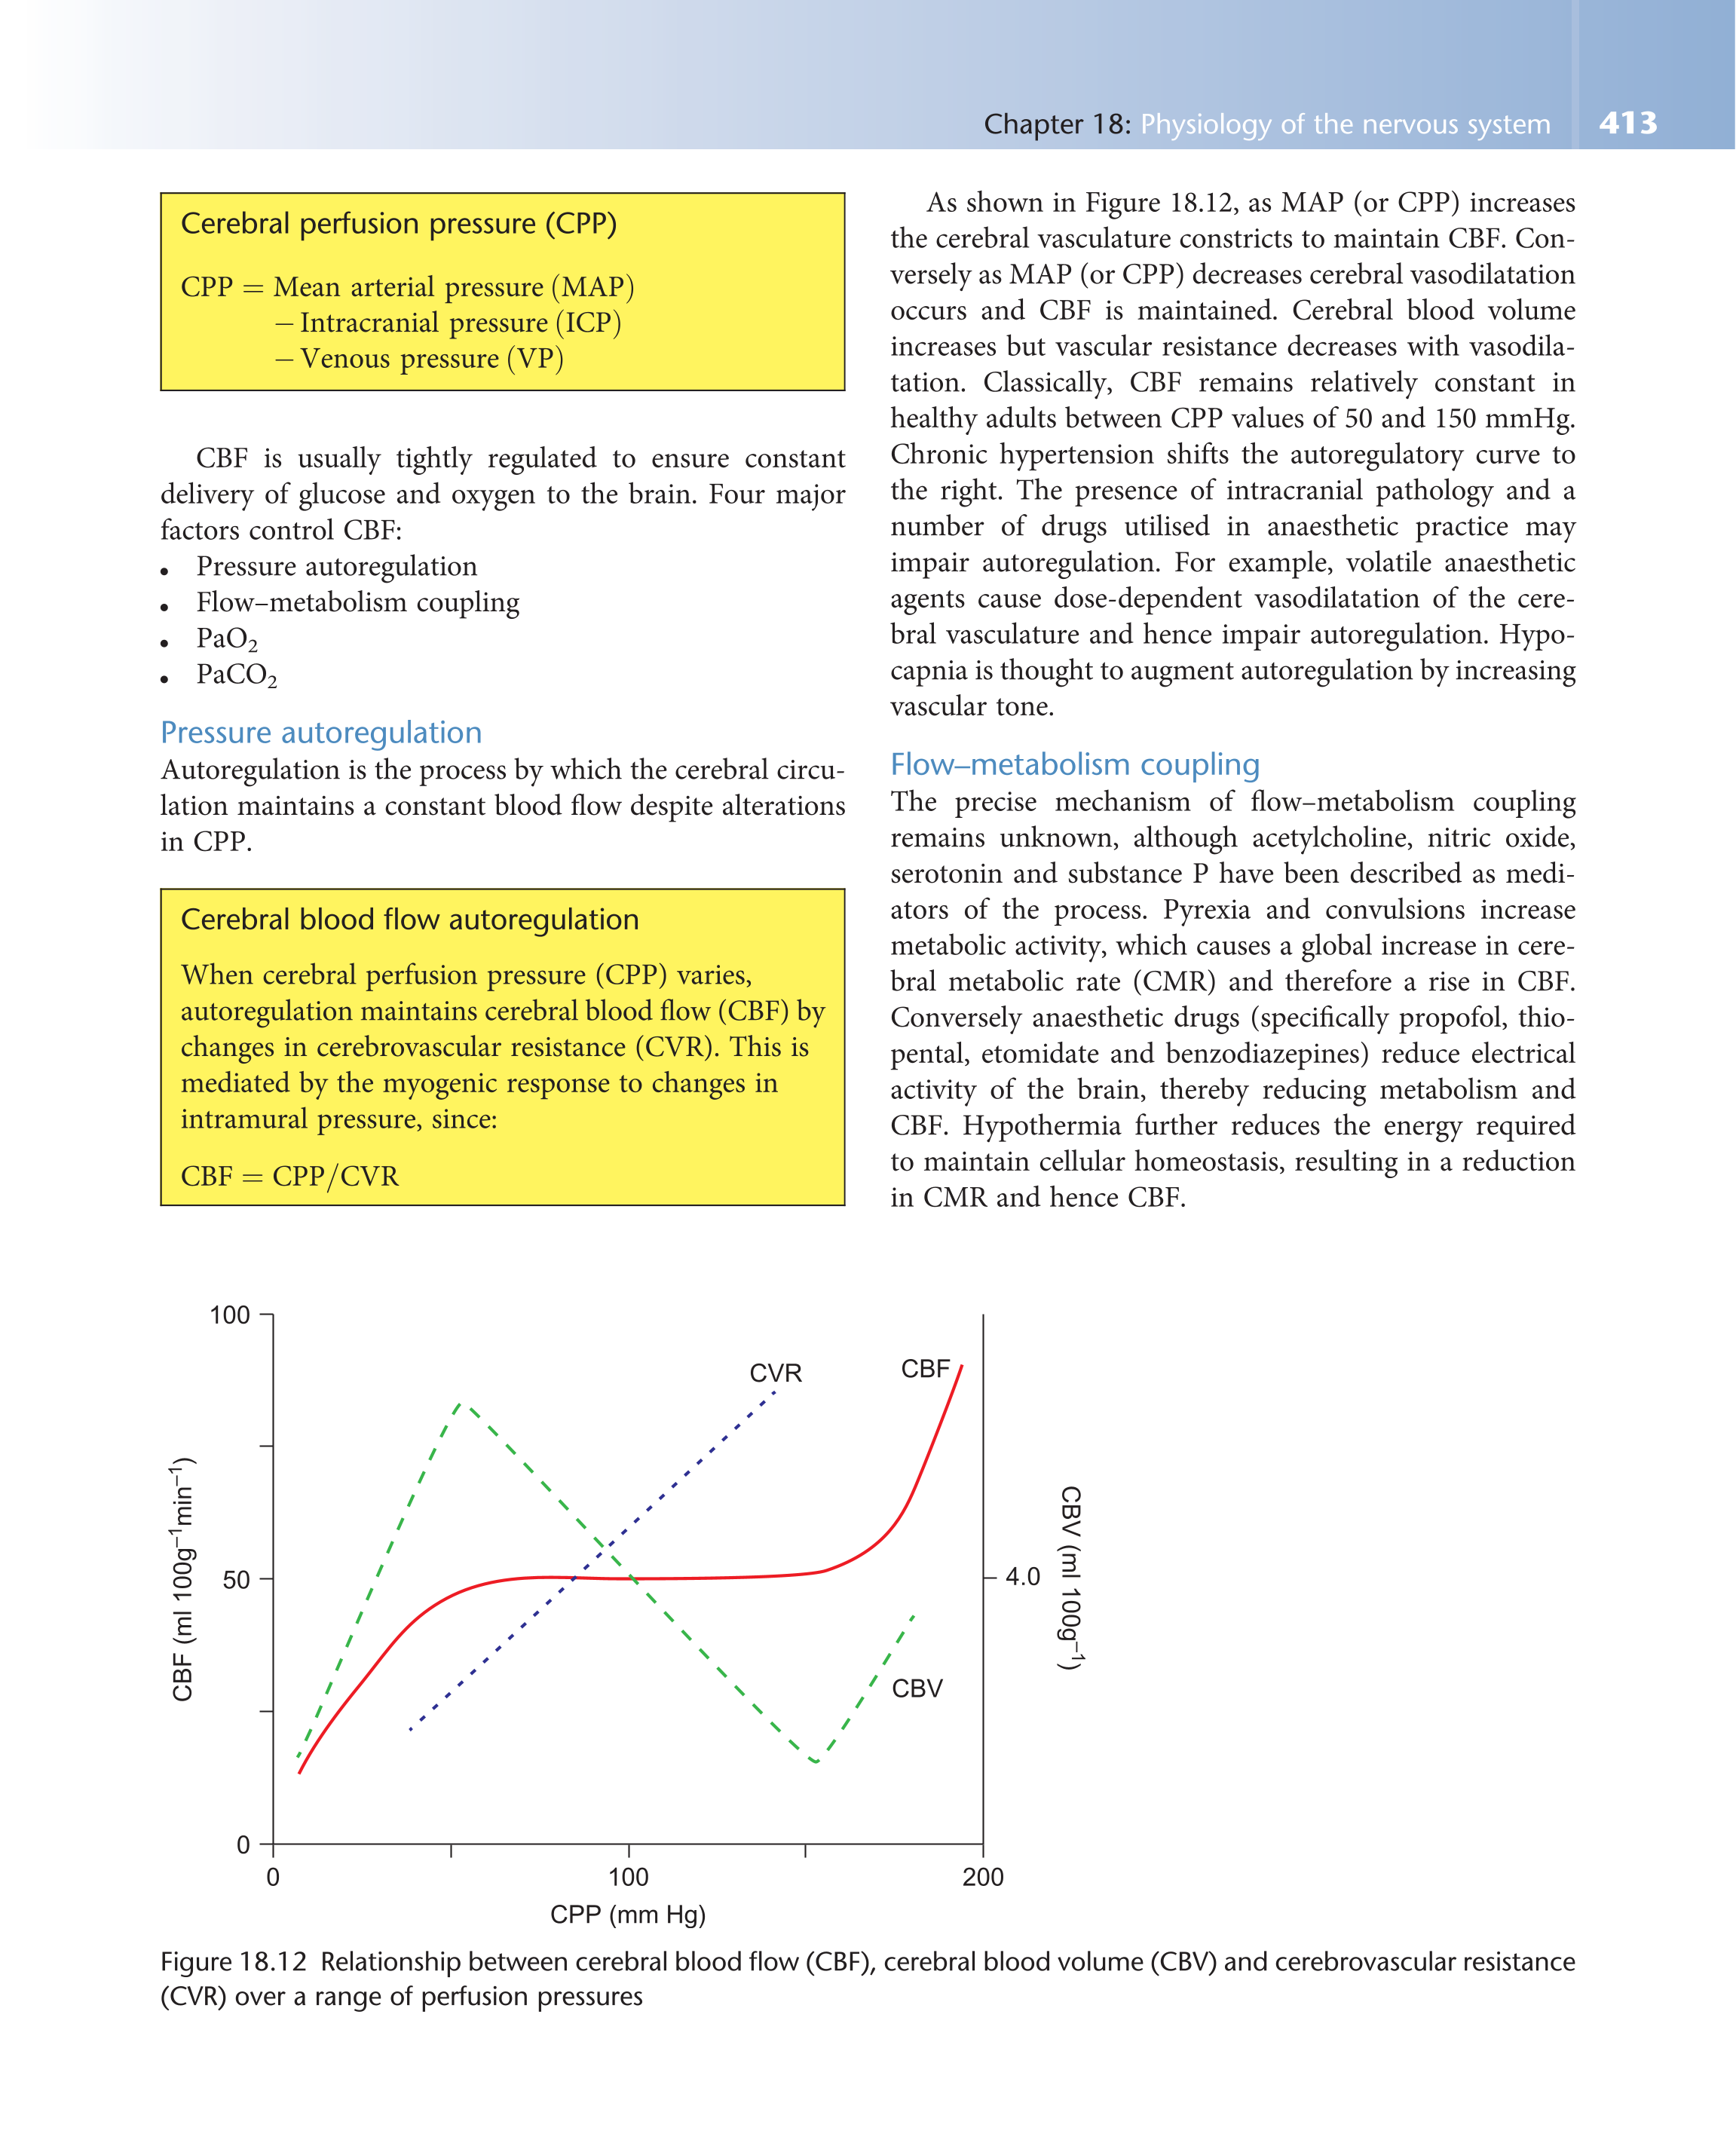 Chapter 18: Physiology of the nervous system 413
Cerebral perfusion pressure (CPP)
CPP = Mean arterial pressure (MAP)
− Intracranial pressure (ICP)
− Venous pressure (VP)
CBF is usually tightly regulated to ensure constant
delivery of glucose and oxygen to the brain. Four major
factors control CBF:
• Pressure autoregulation
• Flow–metabolism coupling
• PaO₂
• PaCO₂
Pressure autoregulation
Autoregulation is the process by which the cerebral circu-
lation maintains a constant blood flow despite alterations
in CPP.
Cerebral blood flow autoregulation
When cerebral perfusion pressure (CPP) varies,
autoregulation maintains cerebral blood flow (CBF) by
changes in cerebrovascular resistance (CVR). This is
mediated by the myogenic response to changes in
intramural pressure, since:
CBF = CPP/CVR
As shown in Figure 18.12, as MAP (or CPP) increases
the cerebral vasculature constricts to maintain CBF. Con-
versely as MAP (or CPP) decreases cerebral vasodilatation
occurs and CBF is maintained. Cerebral blood volume
increases but vascular resistance decreases with vasodila-
tation. Classically, CBF remains relatively constant in
healthy adults between CPP values of 50 and 150 mmHg.
Chronic hypertension shifts the autoregulatory curve to
the right. The presence of intracranial pathology and a
number of drugs utilised in anaesthetic practice may
impair autoregulation. For example, volatile anaesthetic
agents cause dose-dependent vasodilatation of the cere-
bral vasculature and hence impair autoregulation. Hypo-
capnia is thought to augment autoregulation by increasing
vascular tone.
Flow–metabolism coupling
The precise mechanism of flow–metabolism coupling
remains unknown, although acetylcholine, nitric oxide,
serotonin and substance P have been described as medi-
ators of the process. Pyrexia and convulsions increase
metabolic activity, which causes a global increase in cere-
bral metabolic rate (CMR) and therefore a rise in CBF.
Conversely anaesthetic drugs (specifically propofol, thio-
pental, etomidate and benzodiazepines) reduce electrical
activity of the brain, thereby reducing metabolism and
CBF. Hypothermia further reduces the energy required
to maintain cellular homeostasis, resulting in a reduction
in CMR and hence CBF.
100
50
0
CBF (ml 100g⁻¹min⁻¹)
CVR
CBF
CBV
4.0
CBV (ml 100g⁻¹)
0 100 200
CPP (mm Hg)
Figure 18.12 Relationship between cerebral blood flow (CBF), cerebral blood volume (CBV) and cerebrovascular resistance
(CVR) over a range of perfusion pressures